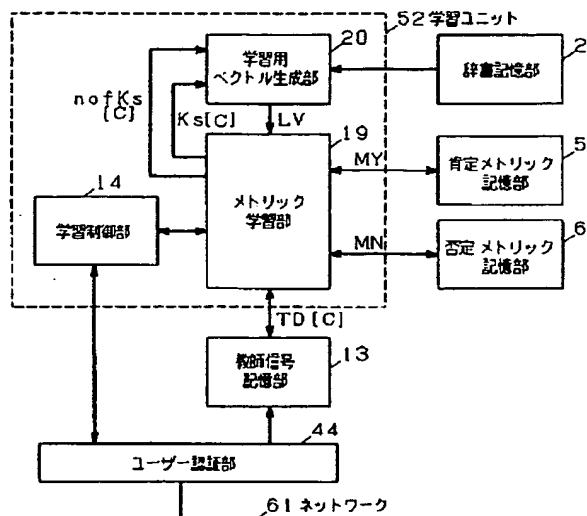 52学習ユニット
20
学習用
ベクトル生成部
2
辞書記憶部
nofKs
[C]
Ks[C]
LV
19
メトリック
学習部
MY
5
肯定メトリック
記憶部
14
学習制御部
MN
6
否定メトリック
記憶部
TD[C]
13
教師信号
記憶部
44
ユーザー認証部
61ネットワーク